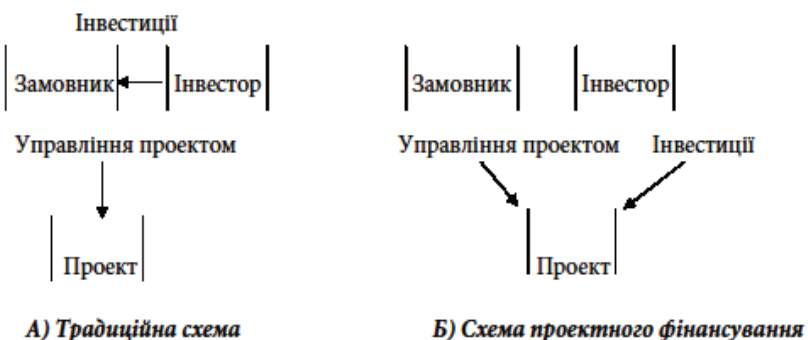 Інвестиції
Замовник Інвестор
Управління проектом
Проект
А) Традиційна схема
Замовник Інвестор
Управління проектом Інвестиції
Проект
Б) Схема проектного фінансування